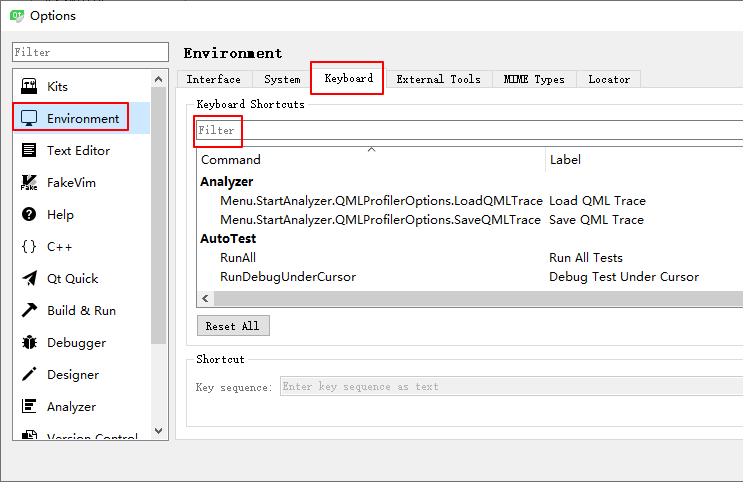 Options
Filter
Kits
Environment
Text Editor
FakeVim
Help
C++
Qt Quick
Build & Run
Debugger
Designer
Analyzer
Version Control
Environment
Interface System Keyboard External Tools MIME Types Locator
Keyboard Shortcuts
Filter
Command Label
Analyzer
Menu.StartAnalyzer.QMLProfilerOptions.LoadQMLTrace Load QML Trace
Menu.StartAnalyzer.QMLProfilerOptions.SaveQMLTrace Save QML Trace
AutoTest
RunAll Run All Tests
RunDebugUnderCursor Debug Test Under Cursor
Reset All
Shortcut
Key sequence: Enter key sequence as text